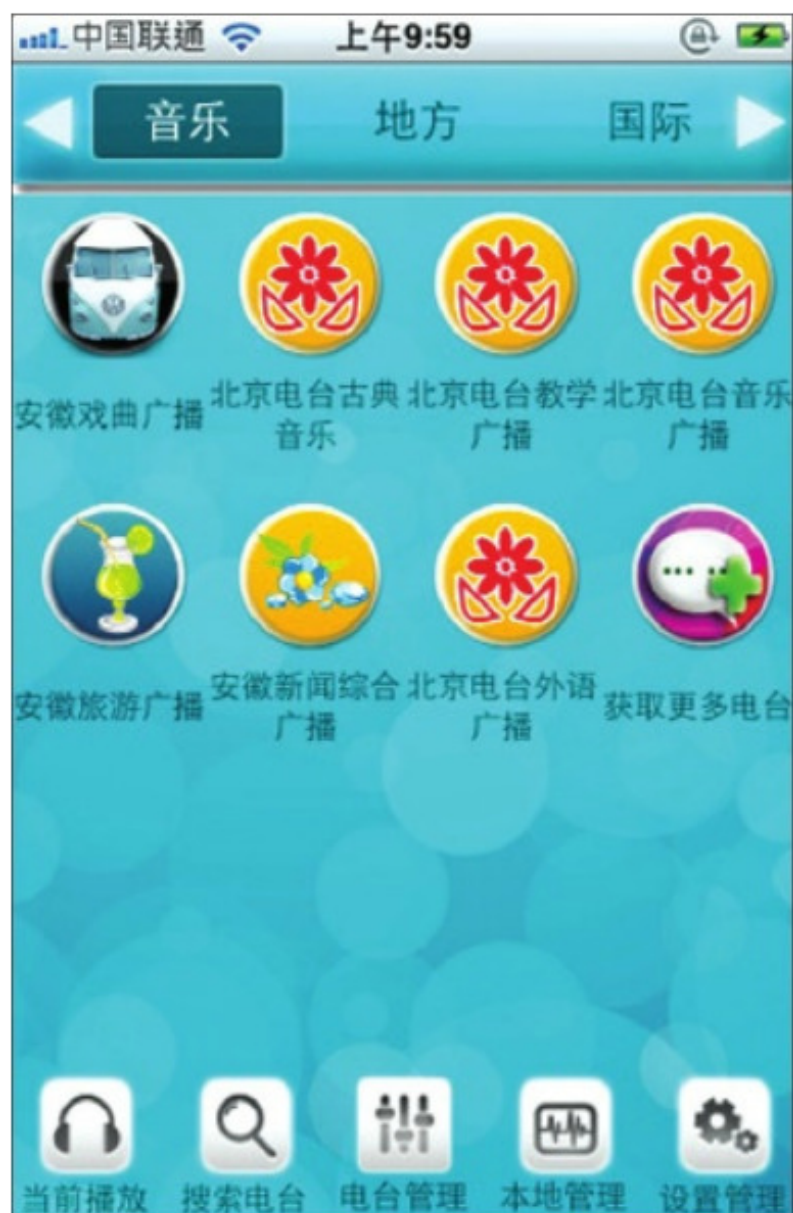 中国联通 上午9:59
音乐 地方 国际
安徽戏曲广播 北京电台古典 北京电台教学 北京电台音乐
音乐 广播 广播
安徽旅游广播 安徽新闻综合 北京电台外语 获取更多电台
广播 广播
当前播放 搜索电台 电台管理 本地管理 设置管理